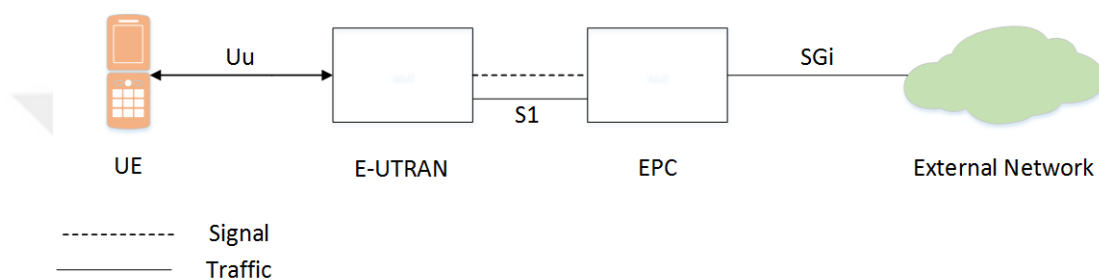 Uu
SGi
S1
UE
E-UTRAN
EPC
External Network
Signal
Traffic